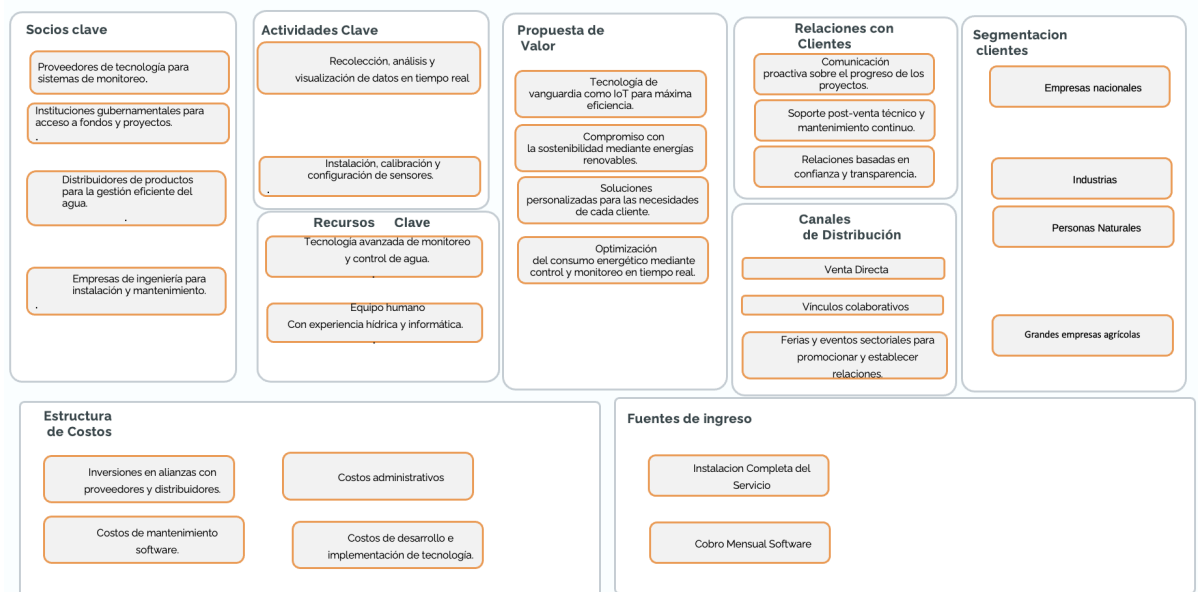 Socios clave
Proveedores de tecnología para
sistemas de monitoreo.
Instituciones gubernamentales para
acceso a fondos y proyectos.
.
Distribuidores de productos
para la gestión eficiente del
agua.
.
Empresas de ingeniería para
instalación y mantenimiento.
.
Actividades Clave
Recolección, análisis y
visualización de datos en tiempo real
Instalación, calibración y
configuración de sensores.
.
Recursos Clave
Tecnología avanzada de monitoreo
y control de agua.
.
Equipo humano
Con experiencia hídrica y informática.
.
Propuesta de
Valor
Tecnología de
vanguardia como IoT para máxima
eficiencia.
Compromiso con
la sostenibilidad mediante energías
renovables.
Soluciones
personalizadas para las necesidades
de cada cliente.
Optimización
del consumo energético mediante
control y monitoreo en tiempo real.
Relaciones con
Clientes
Comunicación
proactiva sobre el progreso de los
proyectos.
Soporte post-venta técnico y
mantenimiento continuo.
Relaciones basadas en
confianza y transparencia.
Canales
de Distribución
Venta Directa
Vínculos colaborativos
Ferias y eventos sectoriales para
promocionar y establecer
relaciones.
Segmentacion
clientes
Empresas nacionales
Industrias
Personas Naturales
Grandes empresas agrícolas
Estructura
de Costos
Inversiones en alianzas con
proveedores y distribuidores.
Costos administrativos
Costos de mantenimiento
software.
Costos de desarrollo e
implementación de tecnología.
Fuentes de ingreso
Instalacion Completa del
Servicio
Cobro Mensual Software